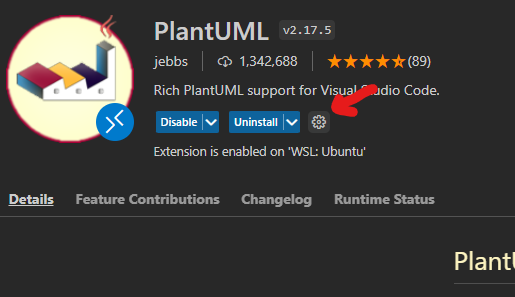 PlantUML v2.17.5
jebbs 1,342,688 (89)
Rich PlantUML support for Visual Studio Code.
Disable Uninstall
Extension is enabled on 'WSL: Ubuntu'
Details Feature Contributions Changelog Runtime Status